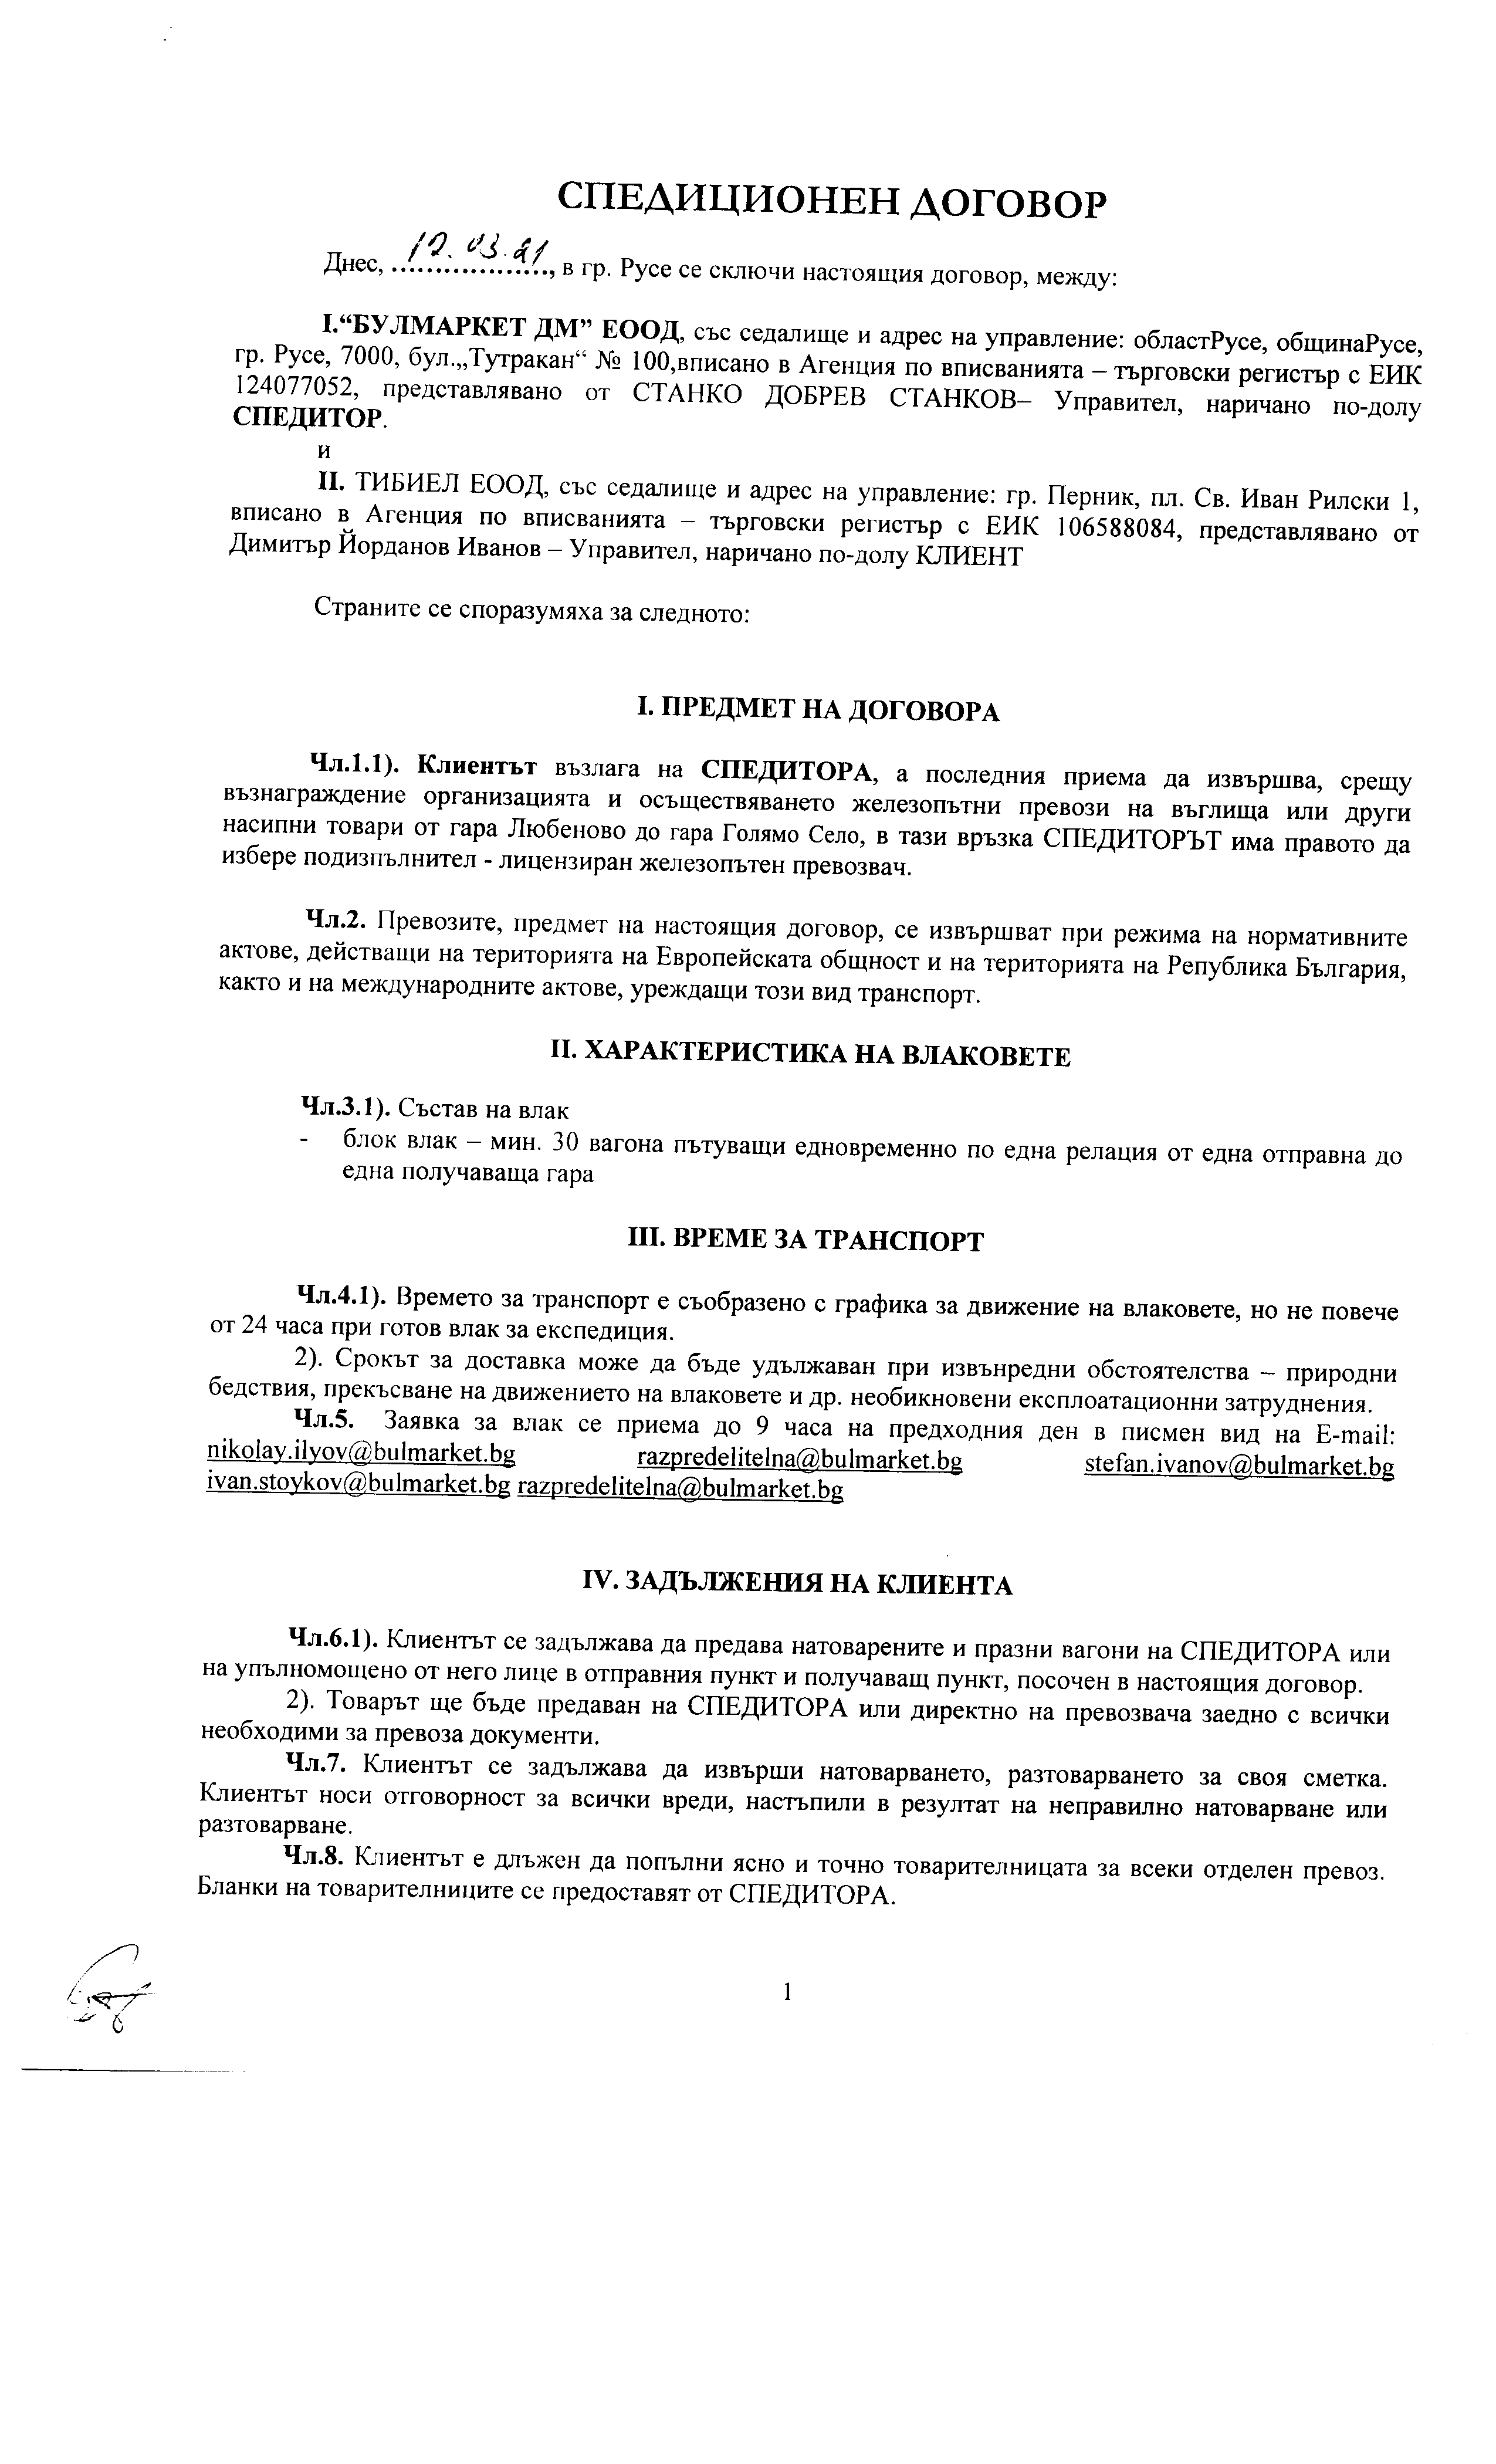 СПЕДИЦИОНЕН ДОГОВОР
Днес, .................., в гр. Русе се сключи настоящия договор, между:
I.“БУЛМАРКЕТ ДМ” ЕООД, със седалище и адрес на управление: областРусе, общинаРусе,
гр. Русе, 7000, бул.„Тутракан“ № 100,вписано в Агенция по вписванията – търговски регистър с ЕИК
124077052, представлявано от СТАНКО ДОБРЕВ СТАНКОВ– Управител, наричано по-долу
СПЕДИТОР.
и
II. ТИБИЕЛ ЕООД, със седалище и адрес на управление: гр. Перник, пл. Св. Иван Рилски 1,
вписано в Агенция по вписванията – търговски регистър с ЕИК 106588084, представлявано от
Димитър Йорданов Иванов – Управител, наричано по-долу КЛИЕНТ
Страните се споразумяха за следното:
I. ПРЕДМЕТ НА ДОГОВОРА
Чл.1.1). Клиентът възлага на СПЕДИТОРА, а последния приема да извършва, срещу
възнаграждение организацията и осъществяването железопътни превози на въглища или други
насипни товари от гара Любеново до гара Голямо Село, в тази връзка СПЕДИТОРЪТ има правото да
избере подизпълнител - лицензиран железопътен превозвач.
Чл.2. Превозите, предмет на настоящия договор, се извършват при режима на нормативните
актове, действащи на територията на Европейската общност и на територията на Република България,
както и на международните актове, уреждащи този вид транспорт.
II. ХАРАКТЕРИСТИКА НА ВЛАКОВЕТЕ
Чл.3.1). Състав на влак
- блок влак – мин. 30 вагона пътуващи едновременно по една релация от една отправна до
една получаваща гара
III. ВРЕМЕ ЗА ТРАНСПОРТ
Чл.4.1). Времето за транспорт е съобразено с графика за движение на влаковете, но не повече
от 24 часа при готов влак за експедиция.
2). Срокът за доставка може да бъде удължаван при извънредни обстоятелства – природни
бедствия, прекъсване на движението на влаковете и др. необикновени експлоатационни затруднения.
Чл.5. Заявка за влак се приема до 9 часа на предходния ден в писмен вид на E-mail:
nikolay.ilyov@bulmarket.bg razpredelitelna@bulmarket.bg stefan.ivanov@bulmarket.bg
ivan.stoykov@bulmarket.bg razpredelitelna@bulmarket.bg
IV. ЗАДЪЛЖЕНИЯ НА КЛИЕНТА
Чл.6.1). Клиентът се задължава да предава натоварените и празни вагони на СПЕДИТОРА или
на упълномощено от него лице в отправния пункт и получаващ пункт, посочен в настоящия договор.
2). Товарът ще бъде предаван на СПЕДИТОРА или директно на превозвача заедно с всички
необходими за превоза документи.
Чл.7. Клиентът се задължава да извърши натоварването, разтоварването за своя сметка.
Клиентът носи отговорност за всички вреди, настъпили в резултат на неправилно натоварване или
разтоварване.
Чл.8. Клиентът е длъжен да попълни ясно и точно товарителницата за всеки отделен превоз.
Бланки на товарителниците се предоставят от СПЕДИТОРА.
1